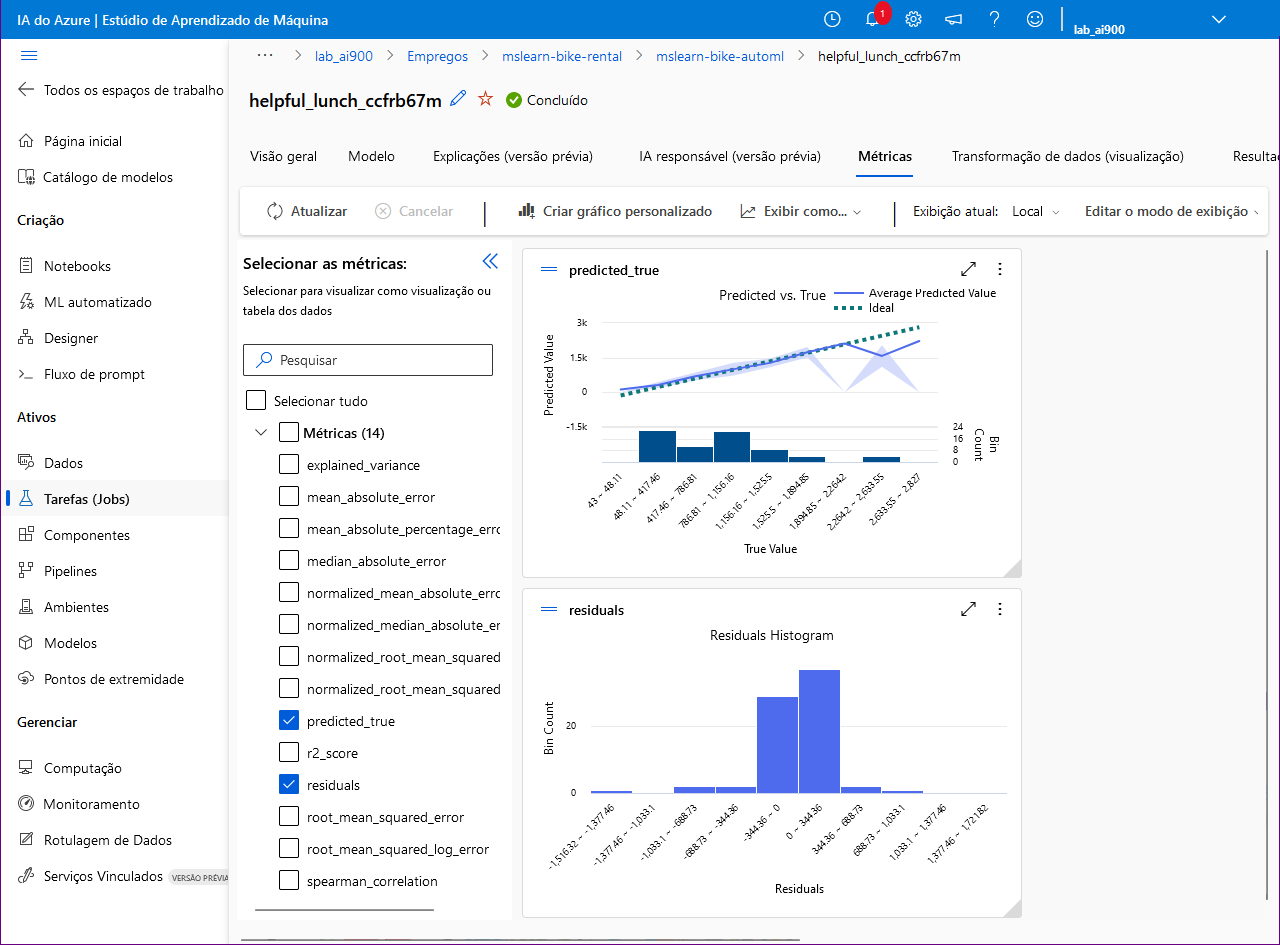 IA do Azure | Estúdio de Aprendizado de Máquina
1
lab_ai900
Todos os espaços de trabalho
Página inicial
Catálogo de modelos
Criação
Notebooks
ML automatizado
Designer
Fluxo de prompt
Ativos
Dados
Tarefas (Jobs)
Componentes
Pipelines
Ambientes
Modelos
Pontos de extremidade
Gerenciar
Computação
Monitoramento
Rotulagem de Dados
Serviços Vinculados VERSÃO PRÉVIA
··· > lab_ai900 > Empregos > mslearn-bike-rental > mslearn-bike-automl > helpful_lunch_ccfrb67m
helpful_lunch_ccfrb67m Concluído
Visão geral Modelo Explicações (versão prévia) IA responsável (versão prévia) Métricas Transformação de dados (visualização) Resulta
Atualizar Cancelar Criar gráfico personalizado Exibir como... Exibição atual: Local Editar o modo de exibição
Selecionar as métricas:
Selecionar para visualizar como visualização ou
tabela dos dados
Pesquisar
Selecionar tudo
Métricas (14)
explained_variance
mean_absolute_error
mean_absolute_percentage_erro
median_absolute_error
normalized_mean_absolute_erro
normalized_median_absolute_er
normalized_root_mean_squared
normalized_root_mean_squared
predicted_true
r2_score
residuals
root_mean_squared_error
root_mean_squared_log_error
spearman_correlation
predicted_true
Predicted vs. True
Average Predicted Value
Ideal
Predicted Value
3k
1.5k
0
-1.5k
24
16
8
0
Bin
Count
43 ~ 48.11
48.11 ~ 417.46
417.46 ~ 786.81
786.81 ~ 1,156.16
1,156.16 ~ 1,525.5
1,525.5 ~ 1,894.85
1,894.85 ~ 2,264.2
2,264.2 ~ 2,633.55
2,633.55 ~ 2,827
True Value
residuals
Residuals Histogram
Bin Count
20
0
-1,516.32 ~ -1,377.46
-1,377.46 ~ -1,033.1
-1,033.1 ~ -688.73
-688.73 ~ -344.36
-344.36 ~ 0
0 ~ 344.36
344.36 ~ 688.73
688.73 ~ 1,033.1
1,033.1 ~ 1,377.46
1,377.46 ~ 1,721.82
Residuals